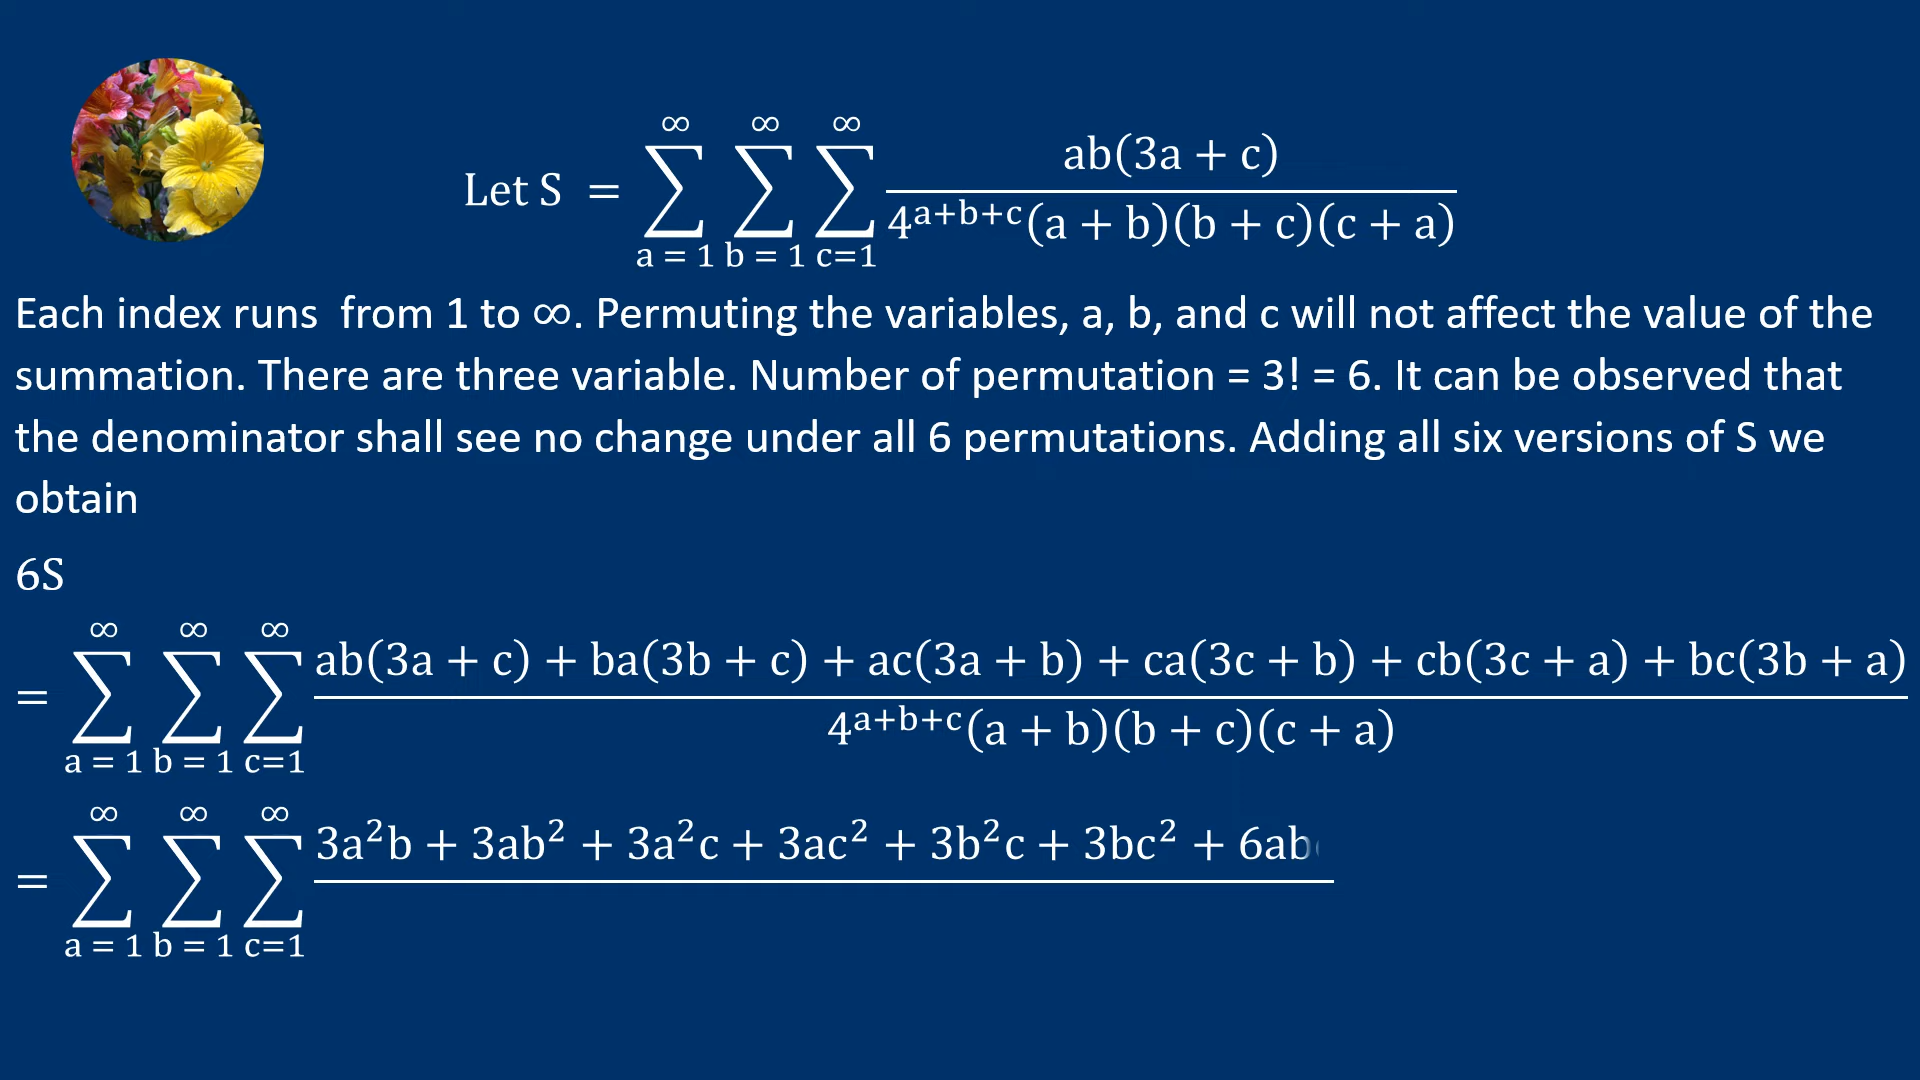 Let S = ∞∑a = 1 ∞∑b = 1 ∞∑c=1 ab(3a + c) / 4^(a+b+c)(a + b)(b + c)(c + a)
Each index runs from 1 to ∞. Permuting the variables, a, b, and c will not affect the value of the
summation. There are three variable. Number of permutation = 3! = 6. It can be observed that
the denominator shall see no change under all 6 permutations. Adding all six versions of S we
obtain
6S
= ∞∑a = 1 ∞∑b = 1 ∞∑c=1 ab(3a + c) + ba(3b + c) + ac(3a + b) + ca(3c + b) + cb(3c + a) + bc(3b + a) / 4^(a+b+c)(a + b)(b + c)(c + a)
= ∞∑a = 1 ∞∑b = 1 ∞∑c=1 3a²b + 3ab² + 3a²c + 3ac² + 3b²c + 3bc² + 6ab